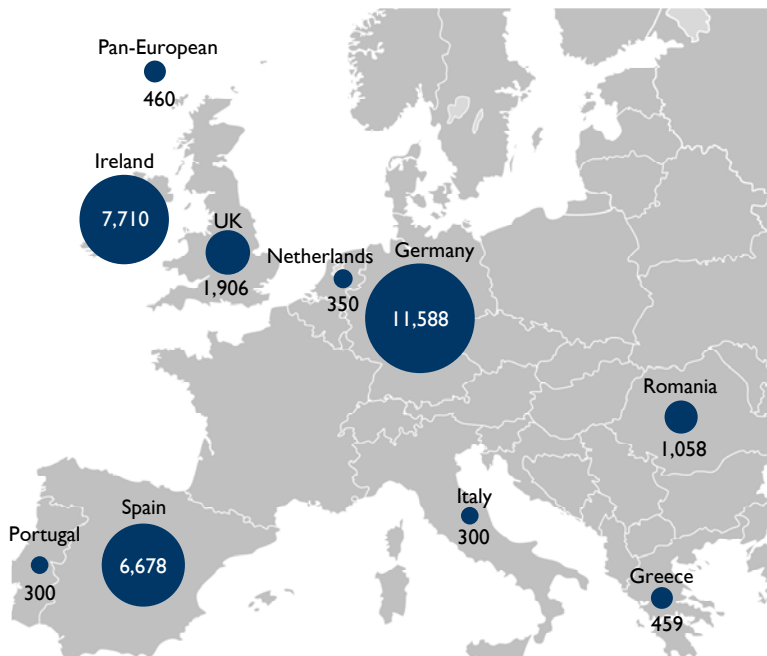 Pan-European
460
Ireland
7,710
UK
1,906
Netherlands
350
Germany
11,588
Romania
1,058
Spain
6,678
Portugal
300
Italy
300
Greece
459